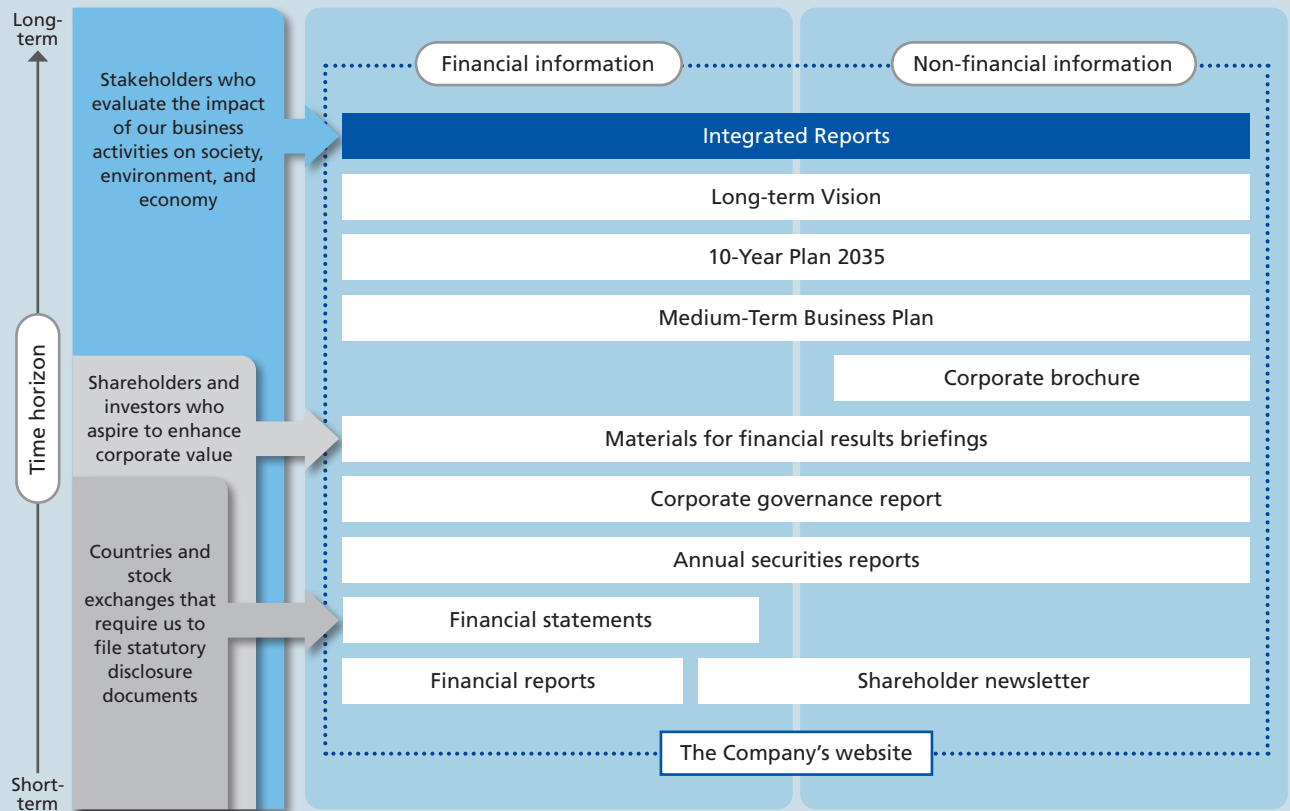 Long-
term
Time horizon
Short-
term
Stakeholders who
evaluate the impact
of our business
activities on society,
environment, and
economy
Shareholders and
investors who
aspire to enhance
corporate value
Countries and
stock
exchanges that
require us to
file statutory
disclosure
documents
Financial information
Non-financial information
Integrated Reports
Long-term Vision
10-Year Plan 2035
Medium-Term Business Plan
Corporate brochure
Materials for financial results briefings
Corporate governance report
Annual securities reports
Financial statements
Financial reports
Shareholder newsletter
The Company’s website